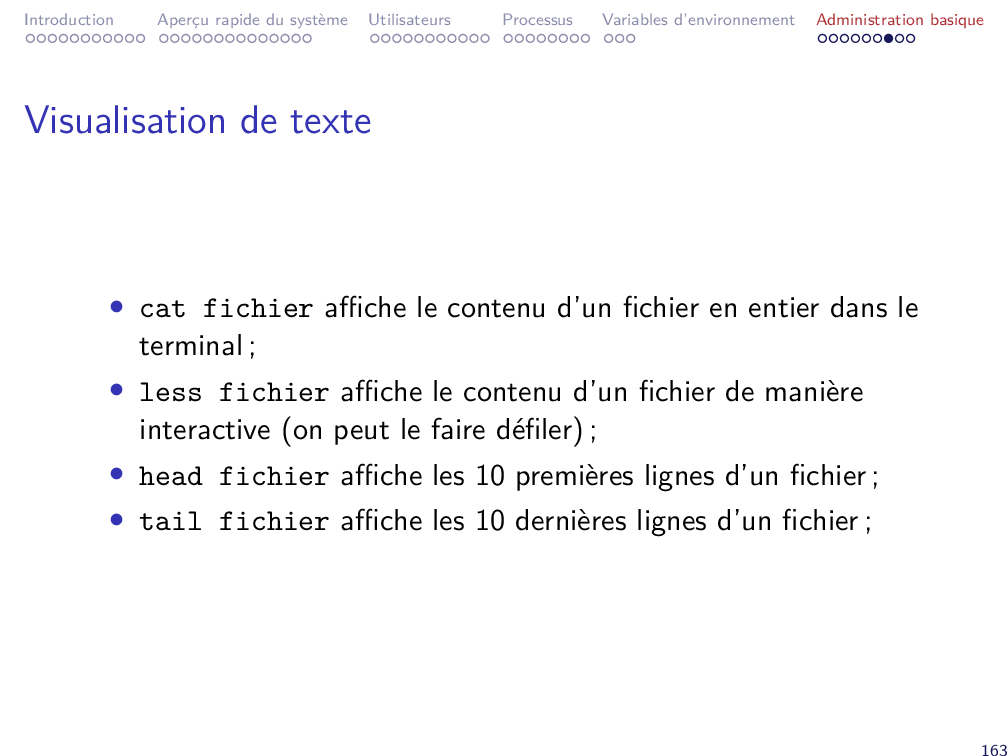 Introduction Aperçu rapide du système Utilisateurs Processus Variables d'environnement Administration basique
Visualisation de texte
• cat fichier affiche le contenu d'un fichier en entier dans le
terminal ;
• less fichier affiche le contenu d'un fichier de manière
interactive (on peut le faire défiler) ;
• head fichier affiche les 10 premières lignes d'un fichier ;
• tail fichier affiche les 10 dernières lignes d'un fichier ;
163